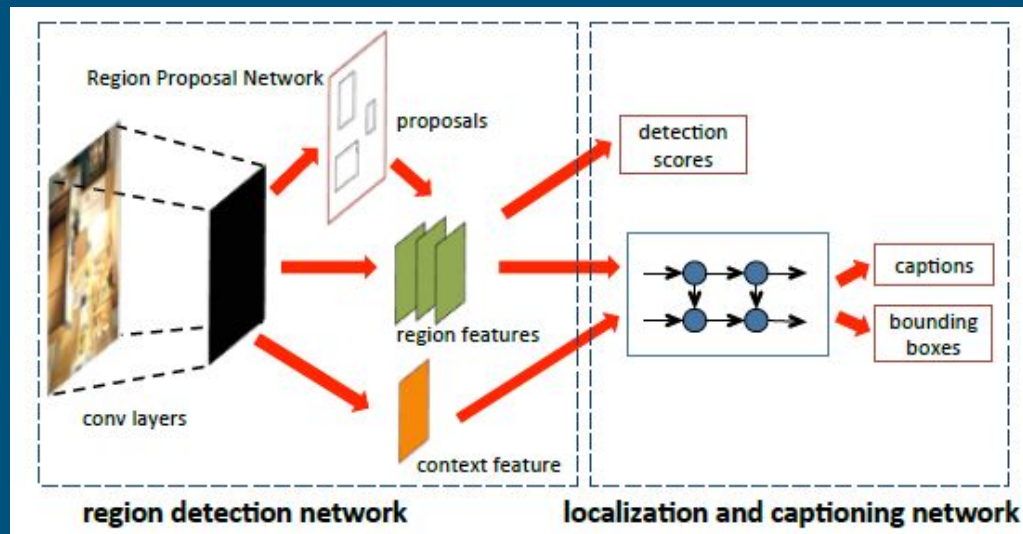 Region Proposal Network
proposals
detection
scores
captions
region features
bounding
boxes
conv layers
context feature
region detection network
localization and captioning network